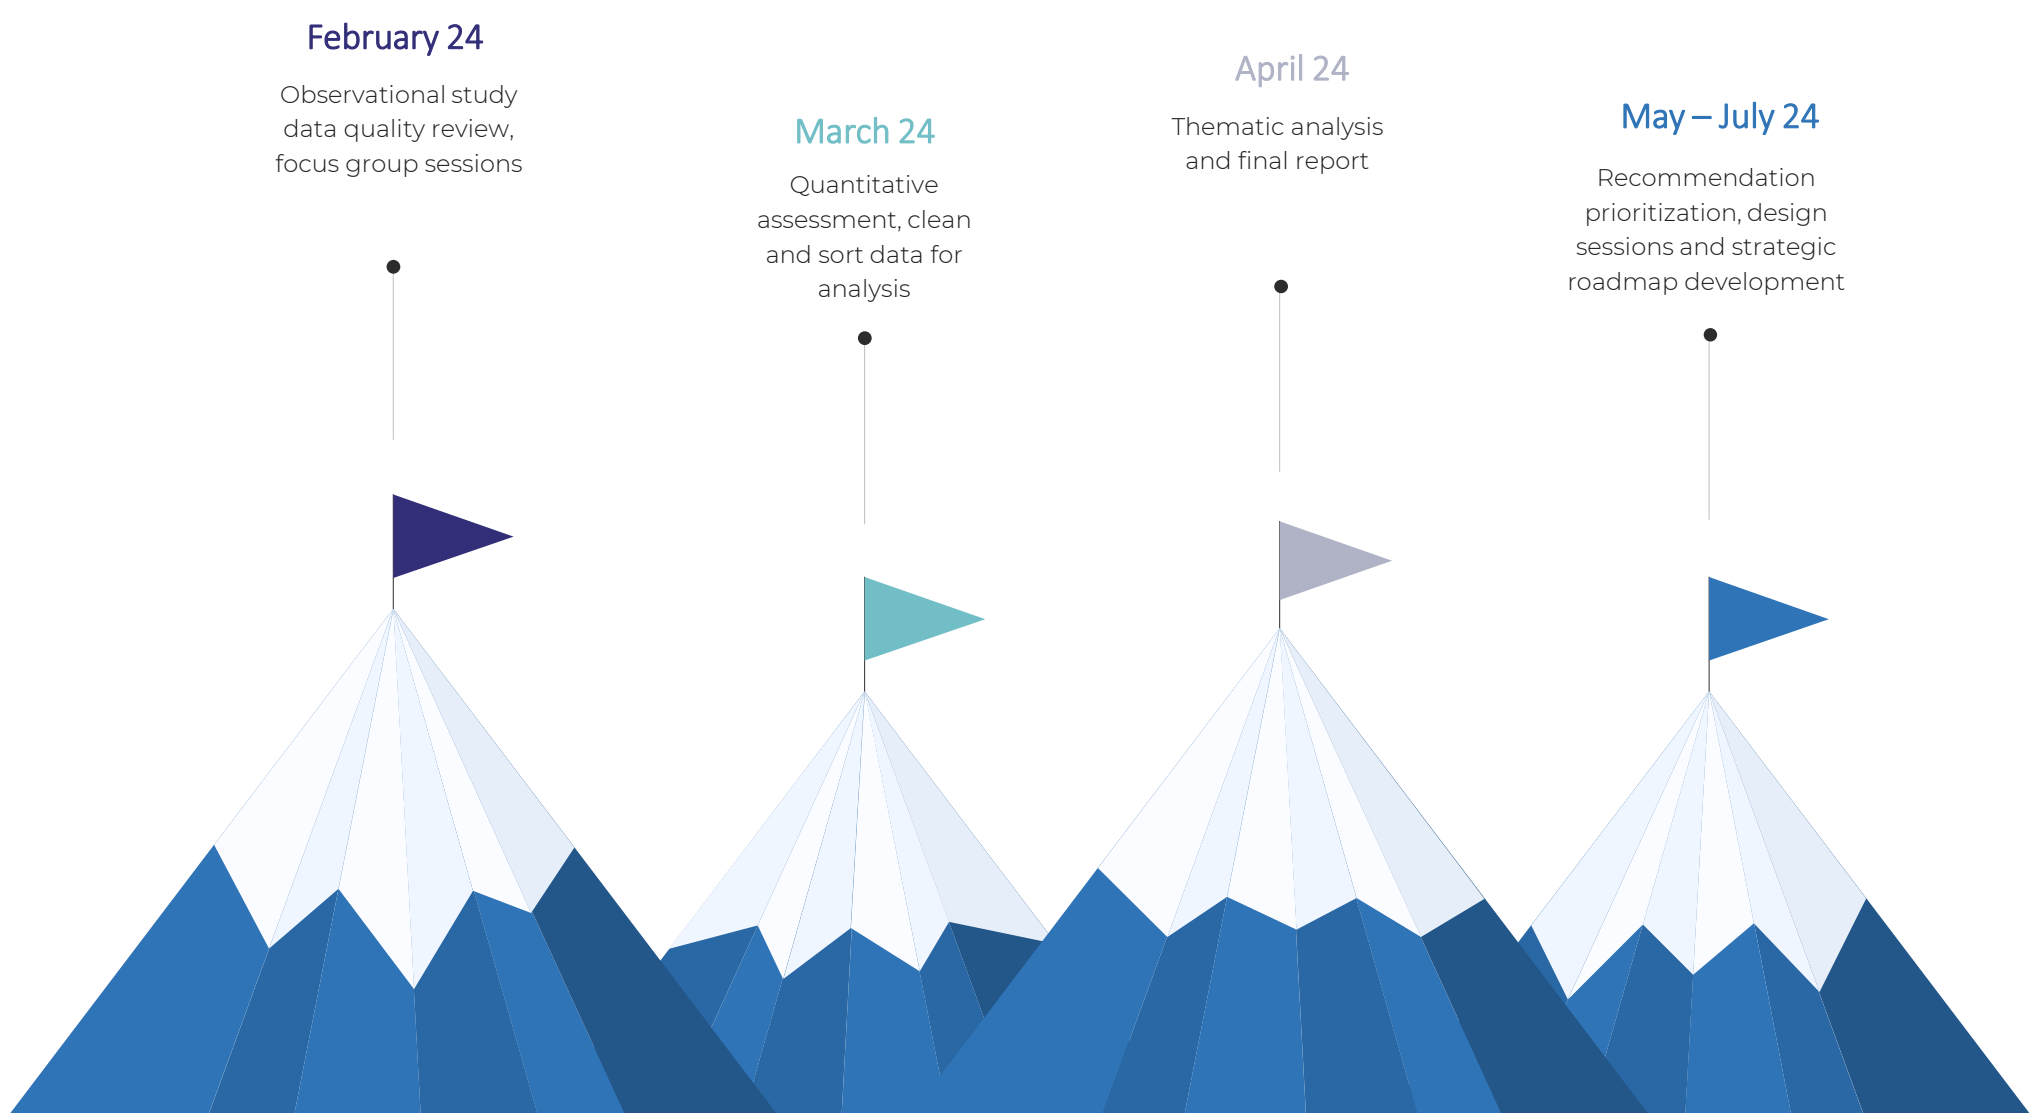 February 24
Observational study
data quality review,
focus group sessions
March 24
Quantitative
assessment, clean
and sort data for
analysis
April 24
Thematic analysis
and final report
May – July 24
Recommendation
prioritization, design
sessions and strategic
roadmap development